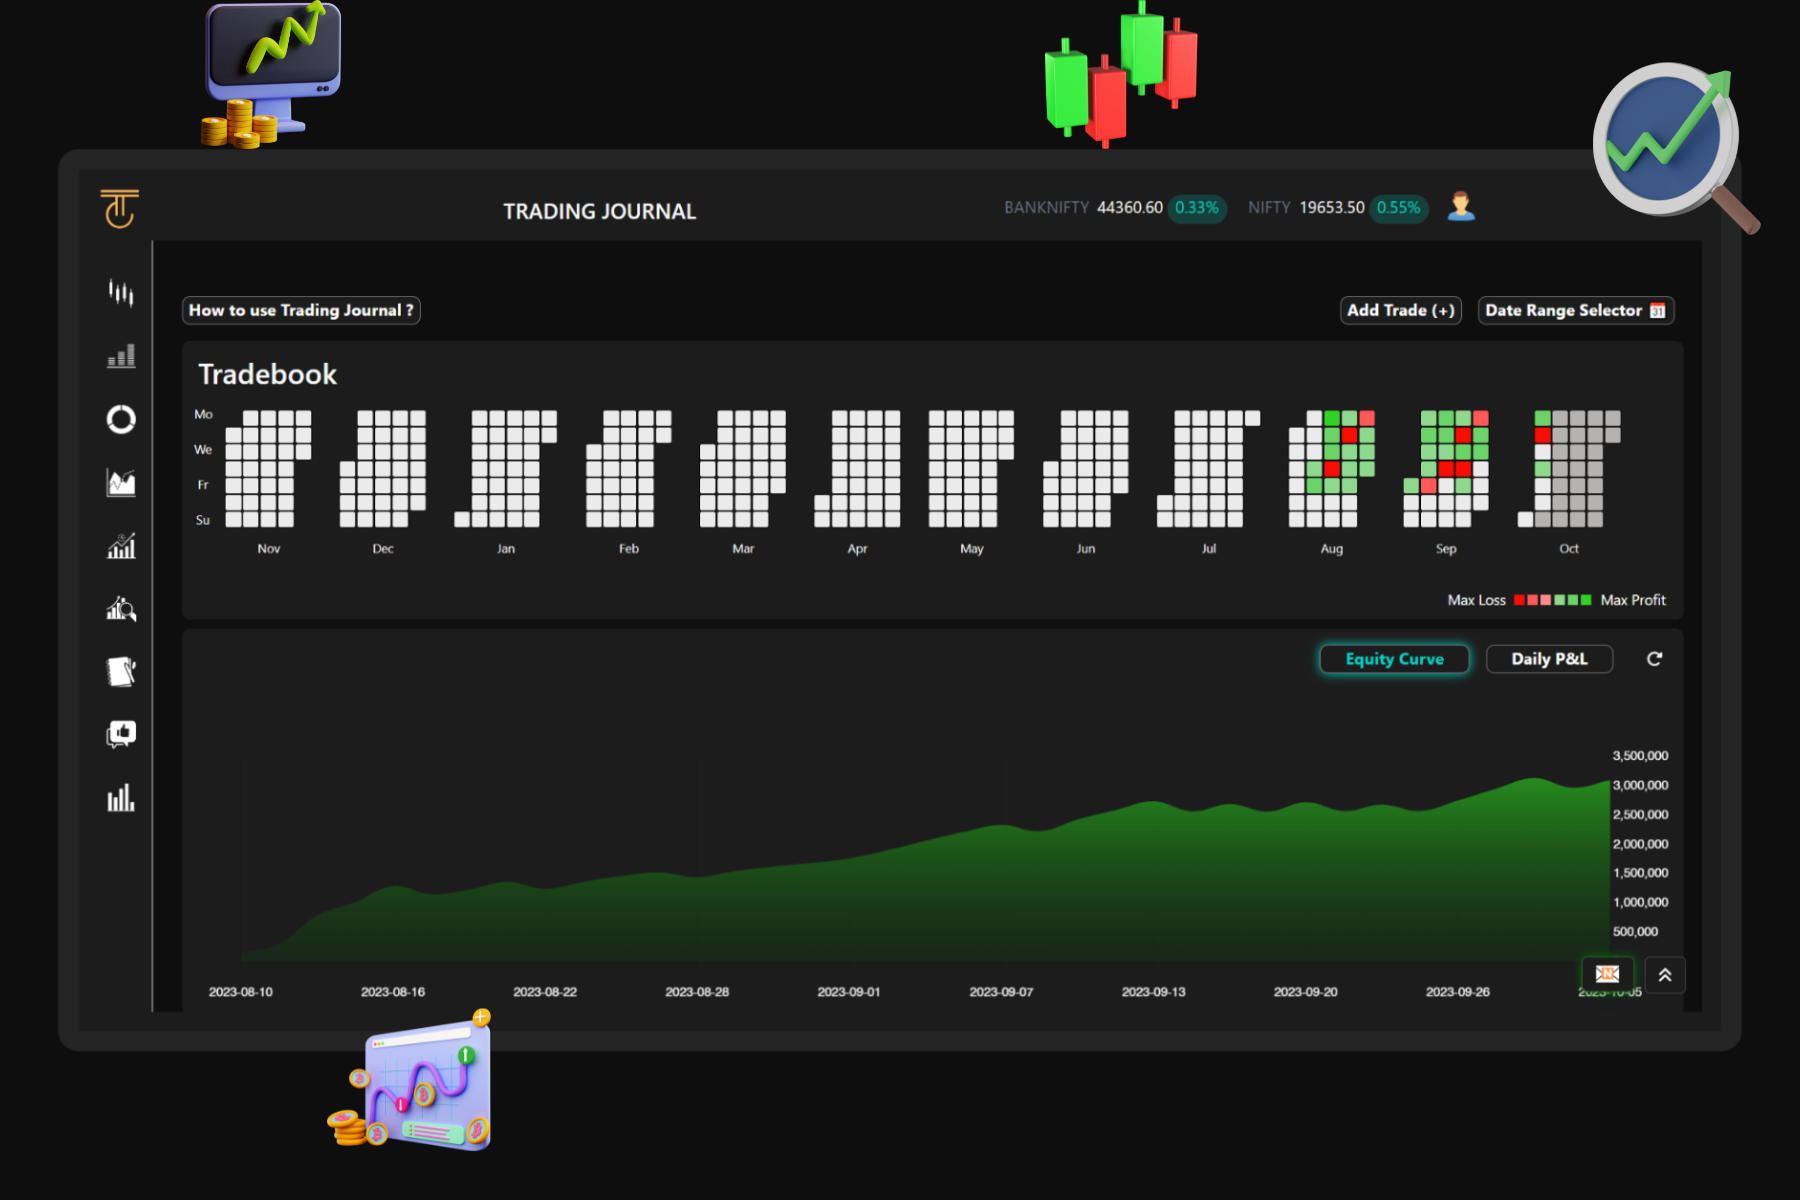 TRADING JOURNAL
BANKNIFTY 44360.60 0.33% NIFTY 19653.50 0.55%
How to use Trading Journal ?
Add Trade (+) Date Range Selector 31
Tradebook
Mo
We
Fr
Su
Nov Dec Jan Feb Mar Apr May Jun Jul Aug Sep Oct
Max Loss Max Profit
Equity Curve Daily P&L
3,500,000
3,000,000
2,500,000
2,000,000
1,500,000
1,000,000
500,000
N
2023-08-10 2023-08-16 2023-08-22 2023-08-28 2023-09-01 2023-09-07 2023-09-13 2023-09-20 2023-09-26 2023-10-05